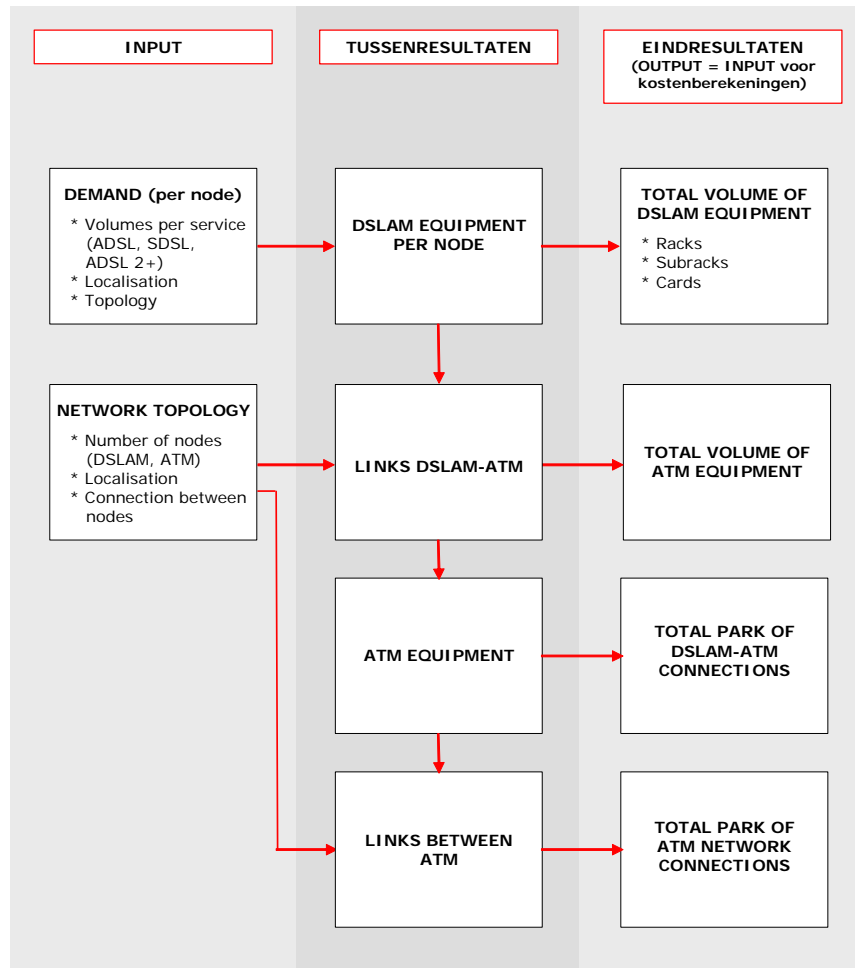 INPUT
TUSSENRESULTATEN
EINDRESULTATEN
(OUTPUT = INPUT voor
kostenberekeningen)
DEMAND (per node)
* Volumes per service
(ADSL, SDSL,
ADSL 2+)
* Localisation
* Topology
DSLAM EQUIPMENT
PER NODE
TOTAL VOLUME OF
DSLAM EQUIPMENT
* Racks
* Subracks
* Cards
NETWORK TOPOLOGY
* Number of nodes
(DSLAM, ATM)
* Localisation
* Connection between
nodes
LINKS DSLAM-ATM
TOTAL VOLUME OF
ATM EQUIPMENT
ATM EQUIPMENT
TOTAL PARK OF
DSLAM-ATM
CONNECTIONS
LINKS BETWEEN
ATM
TOTAL PARK OF
ATM NETWORK
CONNECTIONS